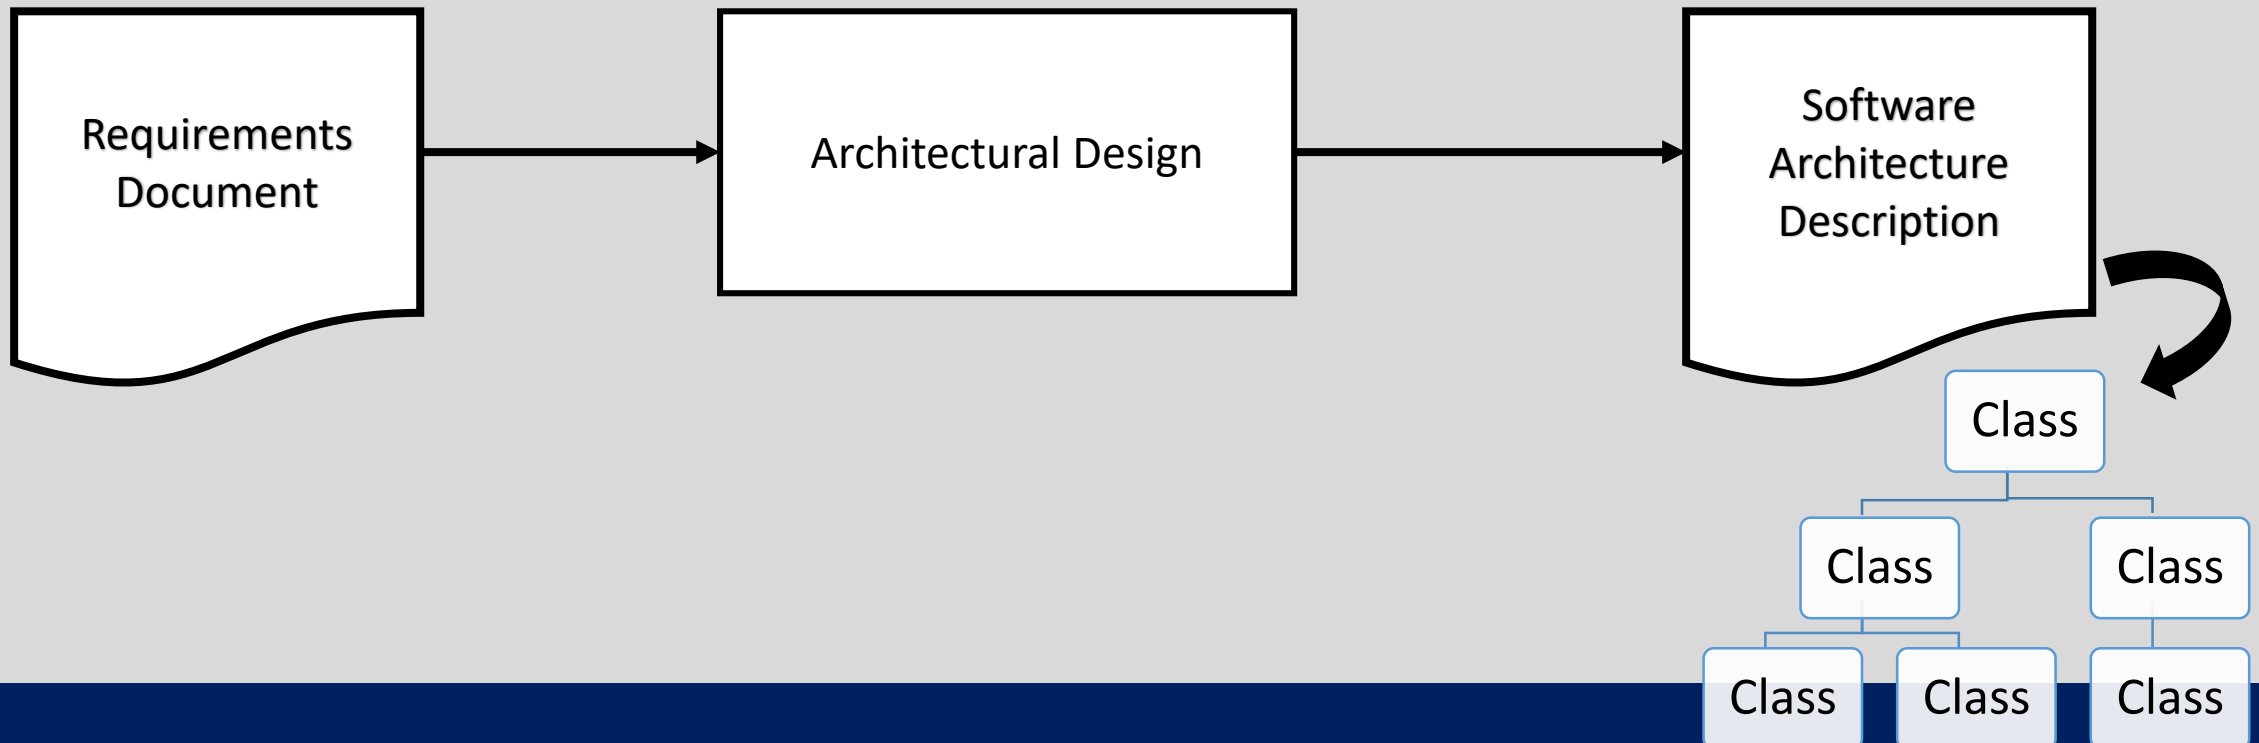 Requirements
Document
Architectural Design
Software
Architecture
Description
Class
Class
Class
Class
Class
Class